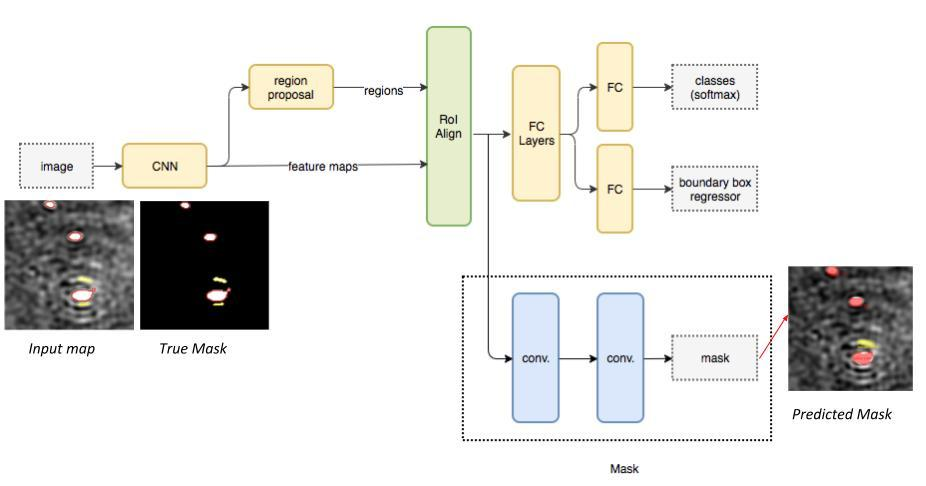 region
proposal
regions
RoI
Align
FC
Layers
FC
classes
(softmax)
image
CNN
feature maps
FC
boundary box
regressor
Input map
True Mask
conv.
conv.
mask
Predicted Mask
Mask